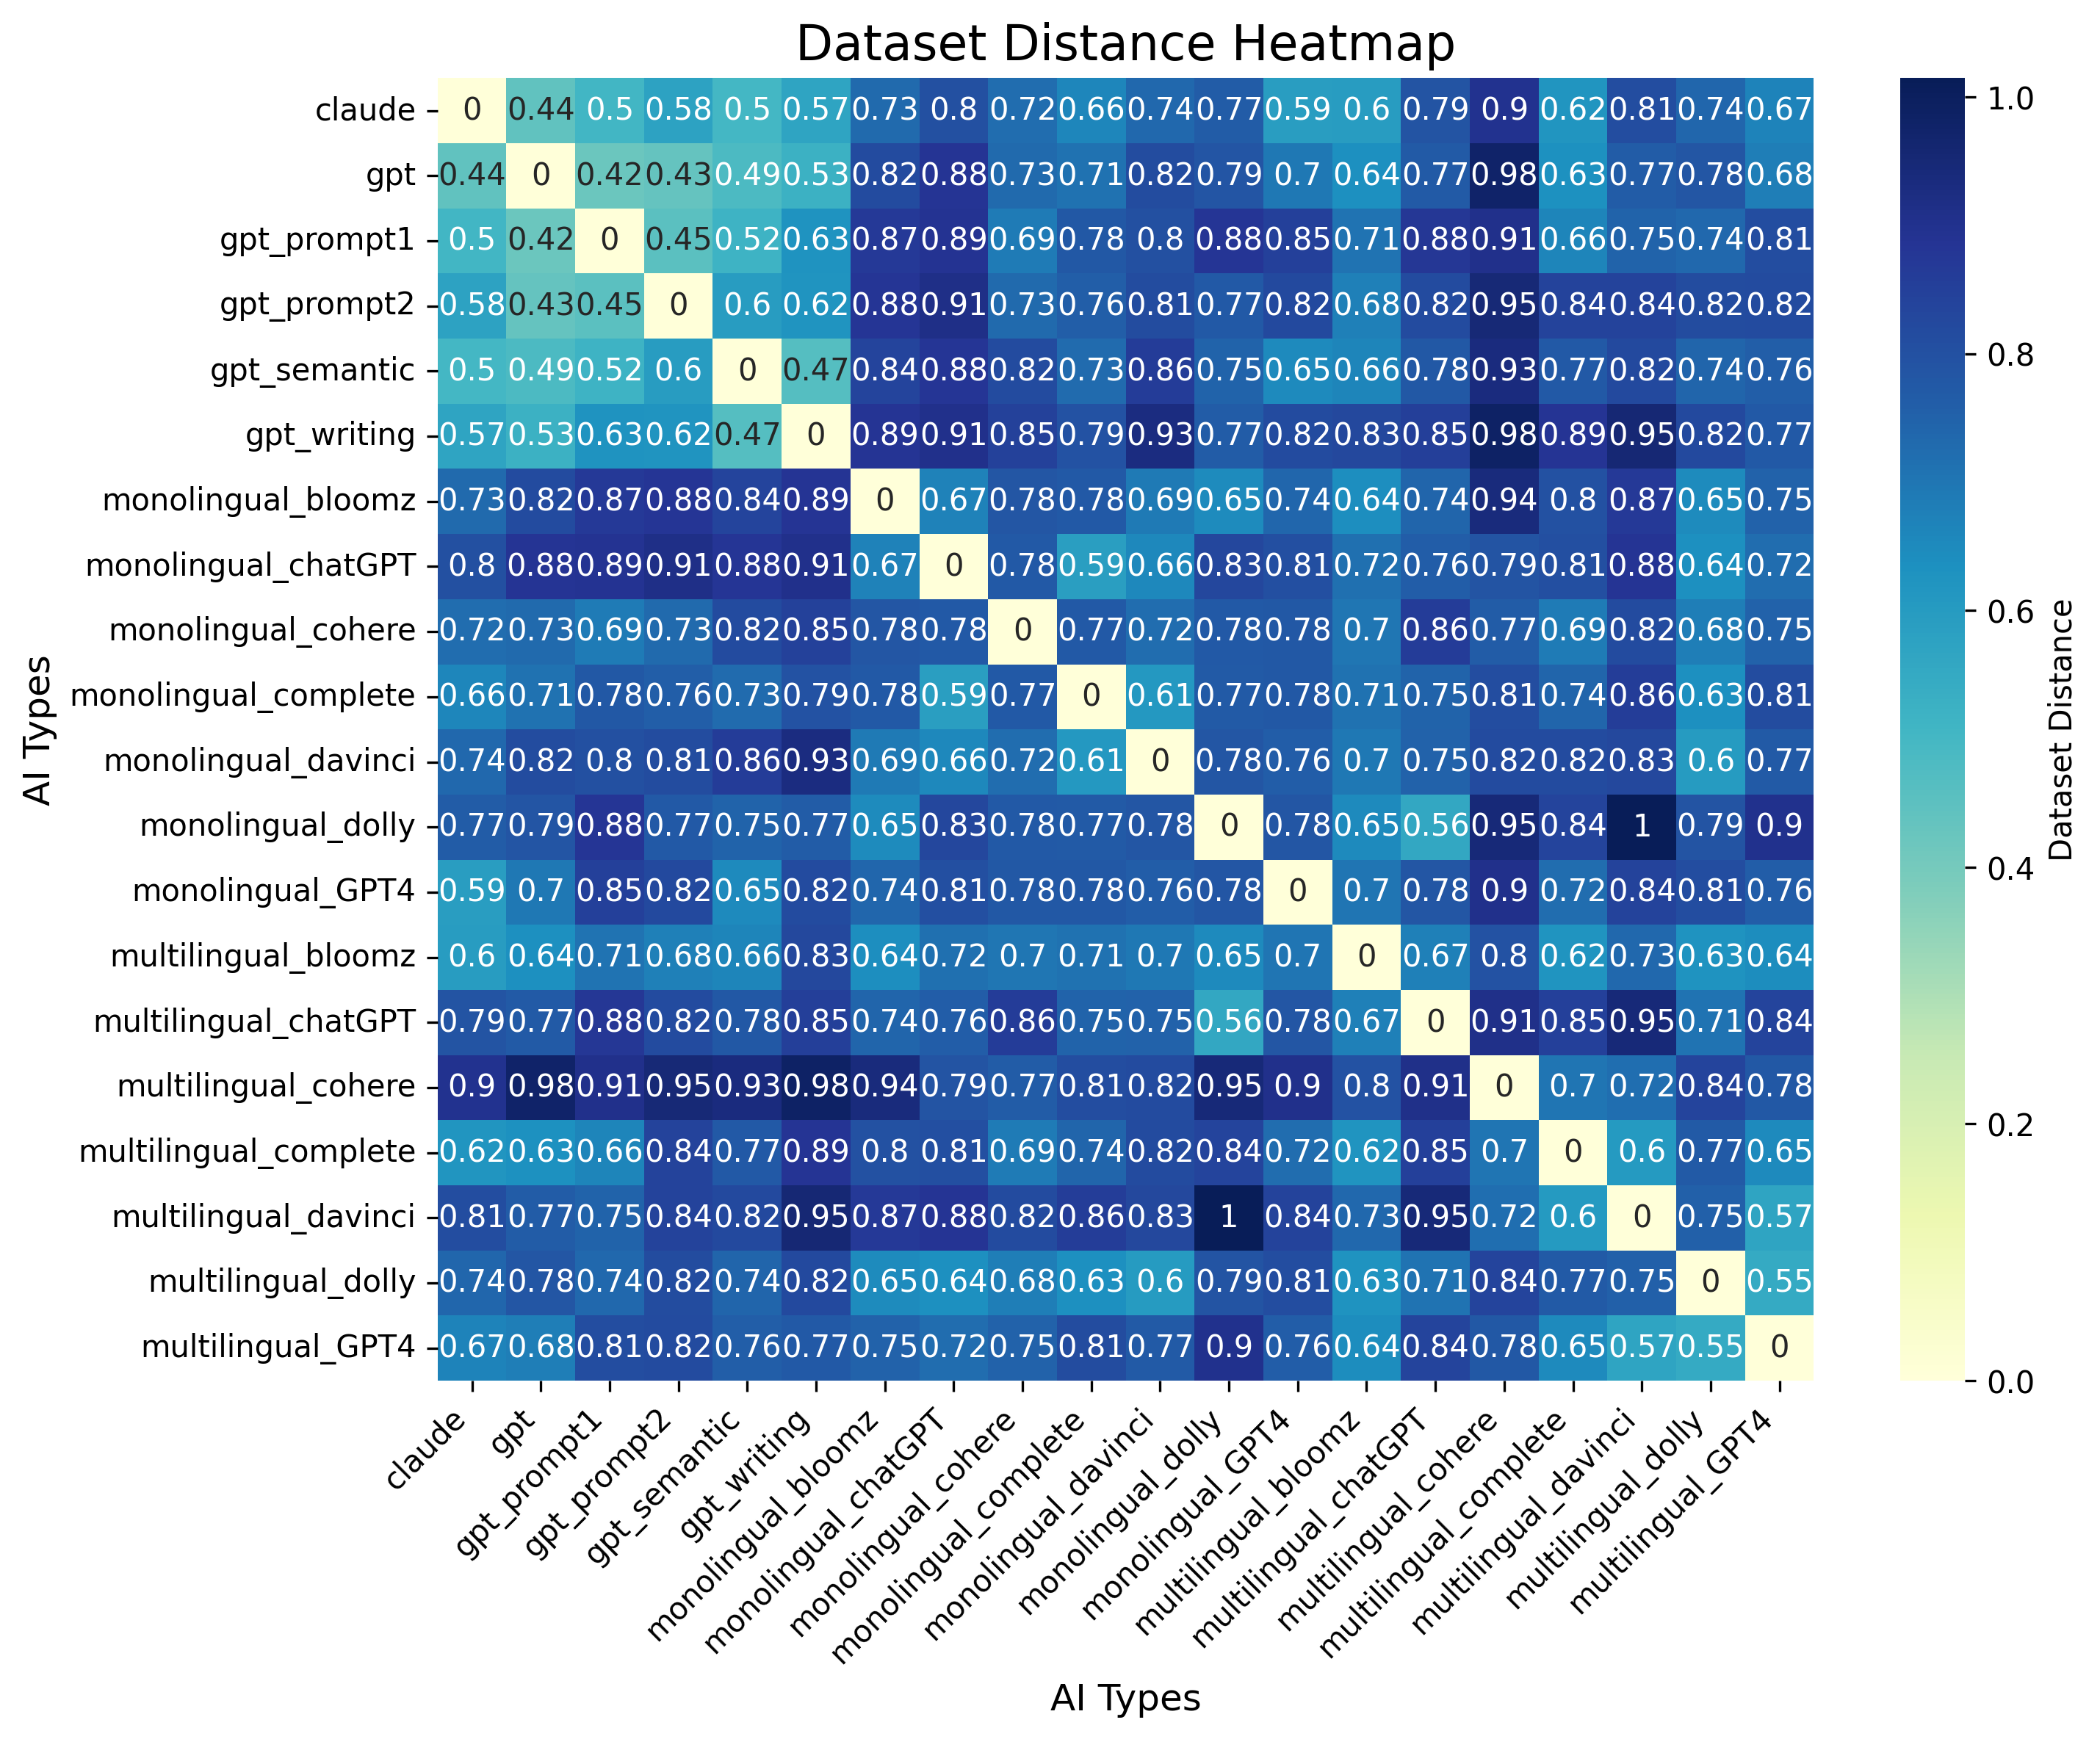 Dataset Distance Heatmap
claude 0 0.44 0.5 0.58 0.5 0.57 0.73 0.8 0.72 0.66 0.74 0.77 0.59 0.6 0.79 0.9 0.62 0.81 0.74 0.67
gpt 0.44 0 0.42 0.43 0.49 0.53 0.82 0.88 0.73 0.71 0.82 0.79 0.7 0.64 0.77 0.98 0.63 0.77 0.78 0.68
gpt_prompt1 0.5 0.42 0 0.45 0.52 0.63 0.87 0.89 0.69 0.78 0.8 0.88 0.85 0.71 0.88 0.91 0.66 0.75 0.74 0.81
gpt_prompt2 0.58 0.43 0.45 0 0.6 0.62 0.88 0.91 0.73 0.76 0.81 0.77 0.82 0.68 0.82 0.95 0.84 0.84 0.82 0.82
gpt_semantic 0.5 0.49 0.52 0.6 0 0.47 0.84 0.88 0.82 0.73 0.86 0.75 0.65 0.66 0.78 0.93 0.77 0.82 0.74 0.76
gpt_writing 0.57 0.53 0.63 0.62 0.47 0 0.89 0.91 0.85 0.79 0.93 0.77 0.82 0.83 0.85 0.98 0.89 0.95 0.82 0.77
monolingual_bloomz 0.73 0.82 0.87 0.88 0.84 0.89 0 0.67 0.78 0.78 0.69 0.65 0.74 0.64 0.74 0.94 0.8 0.87 0.65 0.75
monolingual_chatGPT 0.8 0.88 0.89 0.91 0.88 0.91 0.67 0 0.78 0.59 0.66 0.83 0.81 0.72 0.76 0.79 0.81 0.88 0.64 0.72
monolingual_cohere 0.72 0.73 0.69 0.73 0.82 0.85 0.78 0.78 0 0.77 0.72 0.78 0.78 0.7 0.86 0.77 0.69 0.82 0.68 0.75
monolingual_complete 0.66 0.71 0.78 0.76 0.73 0.79 0.78 0.59 0.77 0 0.61 0.77 0.78 0.71 0.75 0.81 0.74 0.86 0.63 0.81
monolingual_davinci 0.74 0.82 0.8 0.81 0.86 0.93 0.69 0.66 0.72 0.61 0 0.78 0.76 0.7 0.75 0.82 0.82 0.83 0.6 0.77
monolingual_dolly 0.77 0.79 0.88 0.77 0.75 0.77 0.65 0.83 0.78 0.77 0.78 0 0.78 0.65 0.56 0.95 0.84 1 0.79 0.9
monolingual_GPT4 0.59 0.7 0.85 0.82 0.65 0.82 0.74 0.81 0.78 0.78 0.76 0.78 0 0.7 0.78 0.9 0.72 0.84 0.81 0.76
multilingual_bloomz 0.6 0.64 0.71 0.68 0.66 0.83 0.64 0.72 0.7 0.71 0.7 0.65 0.7 0 0.67 0.8 0.62 0.73 0.63 0.64
multilingual_chatGPT 0.79 0.77 0.88 0.82 0.78 0.85 0.74 0.76 0.86 0.75 0.75 0.56 0.78 0.67 0 0.91 0.85 0.95 0.71 0.84
multilingual_cohere 0.9 0.98 0.91 0.95 0.93 0.98 0.94 0.79 0.77 0.81 0.82 0.95 0.9 0.8 0.91 0 0.7 0.72 0.84 0.78
multilingual_complete 0.62 0.63 0.66 0.84 0.77 0.89 0.8 0.81 0.69 0.74 0.82 0.84 0.72 0.62 0.85 0.7 0 0.6 0.77 0.65
multilingual_davinci 0.81 0.77 0.75 0.84 0.82 0.95 0.87 0.88 0.82 0.86 0.83 1 0.84 0.73 0.95 0.72 0.6 0 0.75 0.57
multilingual_dolly 0.74 0.78 0.74 0.82 0.74 0.82 0.65 0.64 0.68 0.63 0.6 0.79 0.81 0.63 0.71 0.84 0.77 0.75 0 0.55
multilingual_GPT4 0.67 0.68 0.81 0.82 0.76 0.77 0.75 0.72 0.75 0.81 0.77 0.9 0.76 0.64 0.84 0.78 0.65 0.57 0.55 0
AI Types
claude
gpt
gpt_prompt1
gpt_prompt2
gpt_semantic
gpt_writing
monolingual_bloomz
monolingual_chatGPT
monolingual_cohere
monolingual_complete
monolingual_davinci
monolingual_dolly
monolingual_GPT4
multilingual_bloomz
multilingual_chatGPT
multilingual_cohere
multilingual_complete
multilingual_davinci
multilingual_dolly
multilingual_GPT4
AI Types
1.0
0.8
0.6
0.4
0.2
0.0
Dataset Distance